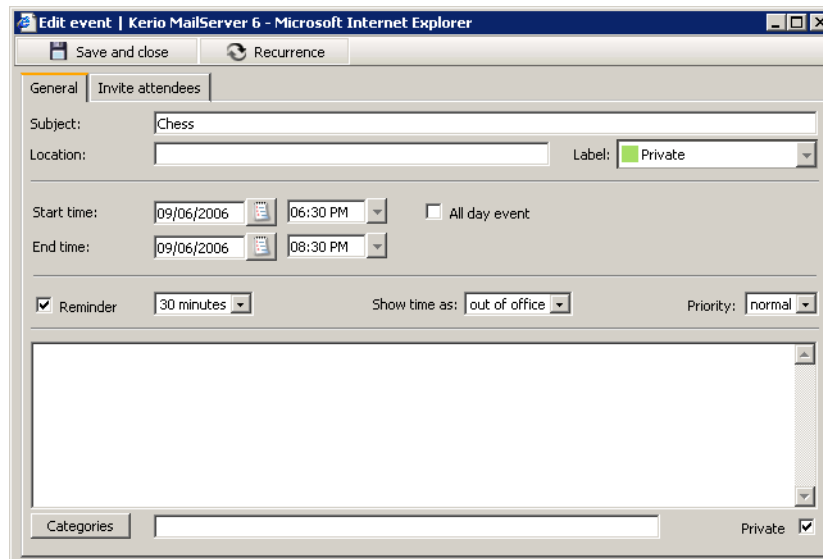 Edit event | Kerio MailServer 6 - Microsoft Internet Explorer
Save and close Recurrence
General Invite attendees
Subject: Chess
Location: Label: Private
Start time: 09/06/2006 06:30 PM All day event
End time: 09/06/2006 08:30 PM
Reminder 30 minutes Show time as: out of office Priority: normal
Categories Private